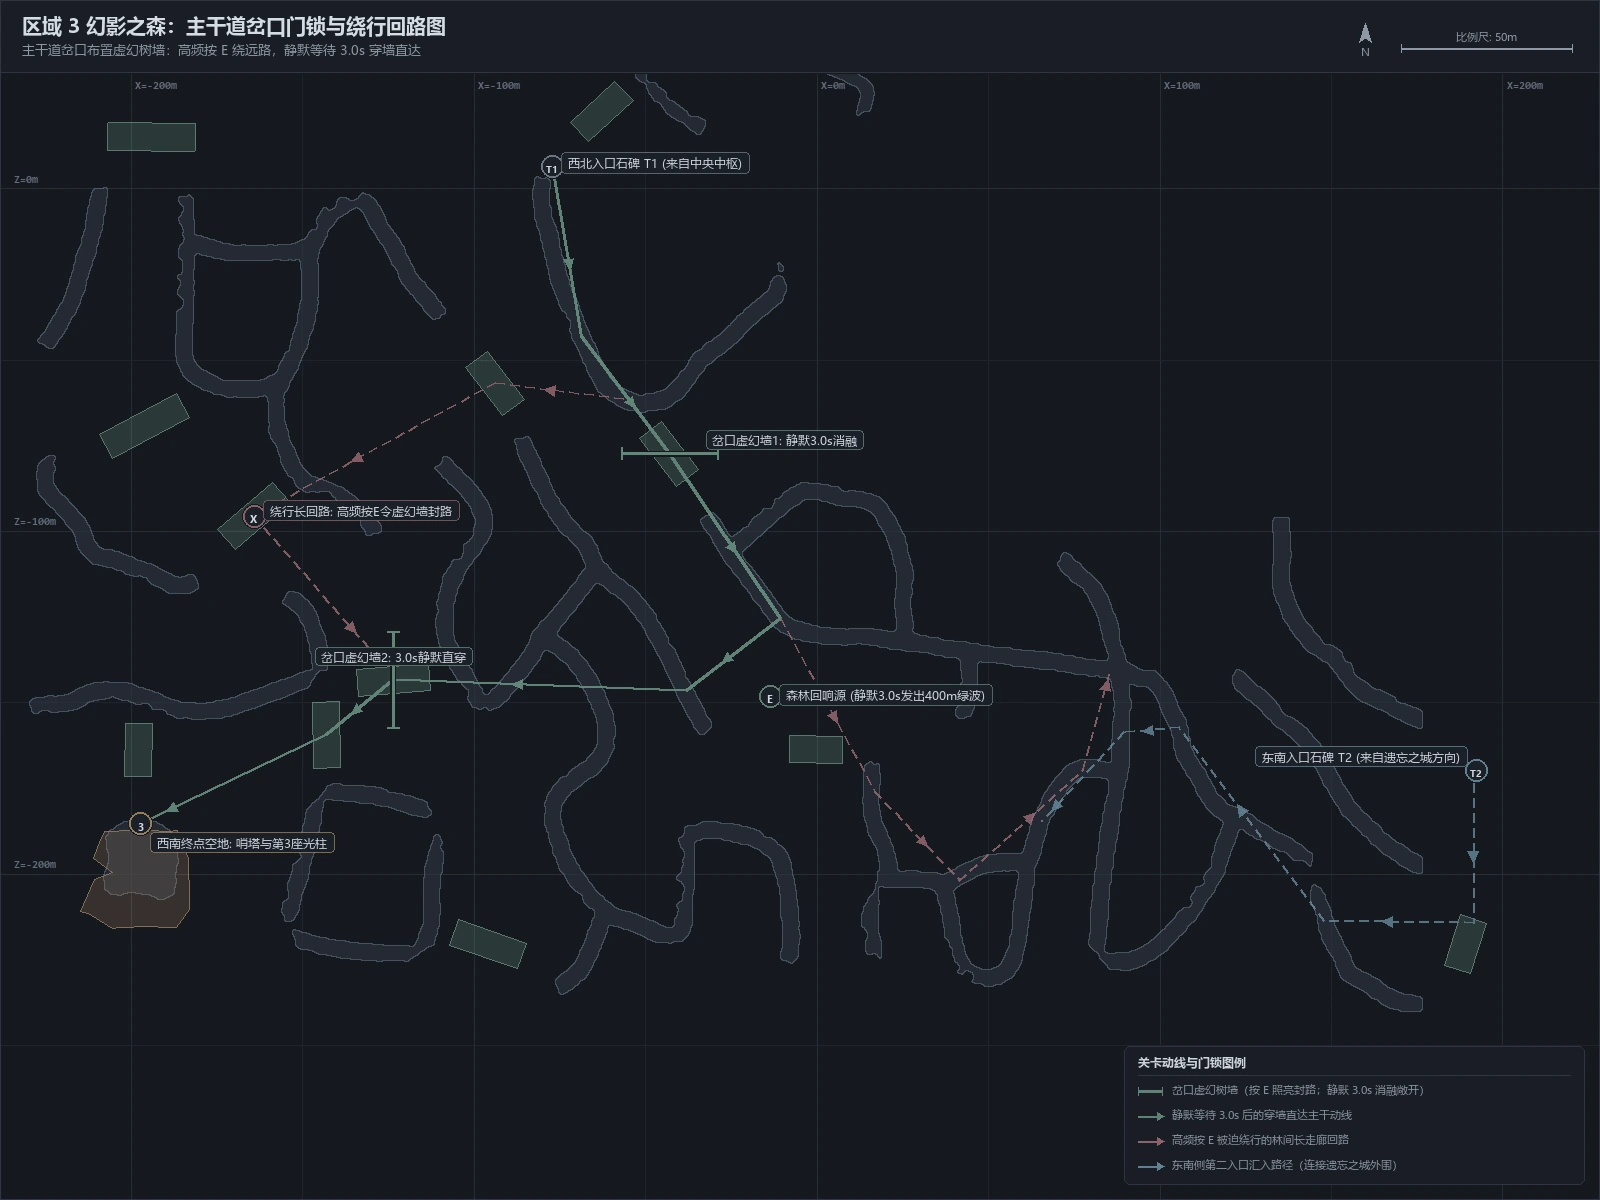 区域 3 幻影之森：主干道岔口门锁与绕行回路图
主干道岔口布置虚幻树墙：高频按 E 绕远路，静默等待 3.0s 穿墙直达
N
比例尺: 50m
X=-200m
X=-100m
X=0m
X=100m
X=200m
Z=0m
T1
西北入口石碑 T1 (来自中央中枢)
岔口虚幻墙1: 静默3.0s消融
X
绕行长回路: 高频按E令虚幻墙封路
Z=-100m
岔口虚幻墙2: 3.0s静默直穿
E
森林回响源 (静默3.0s发出400m绿波)
东南入口石碑 T2 (来自遗忘之城方向)
T2
3
西南终点空地: 哨塔与第3座光柱
Z=-200m
关卡动线与门锁图例
岔口虚幻树墙（按 E 照亮封路；静默 3.0s 消融敞开）
静默等待 3.0s 后的穿墙直达主干动线
高频按 E 被迫绕行的林间长走廊回路
东南侧第二入口汇入路径（连接遗忘之城外围）